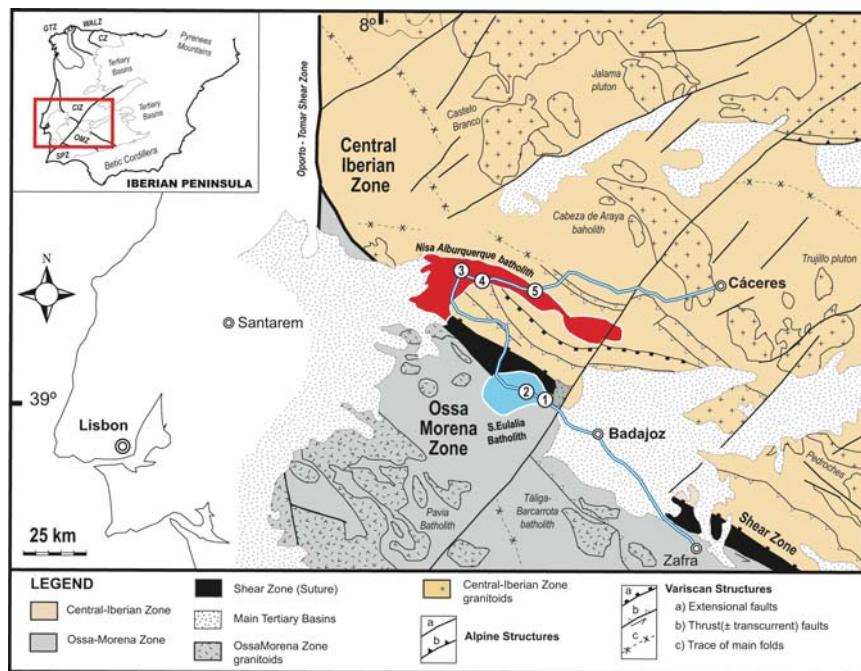 8º
GTZ
WALZ
CZ
Pyrenees
Mountains
Tertiary
Basins
CIZ
Tertiary
Basins
OMZ
SPZ
Betic Cordillera
IBERIAN PENINSULA
Oporto - Tomar Shear Zone
Central
Iberian
Zone
Castelo
Branco
Jalama
pluton
Cabeza de Araya
baholith
Trujillo pluton
Nisa Alburquerque batholith
3
4
5
Cáceres
N
Santarem
39º
Lisbon
Ossa
Morena
Zone
2
1
S.Eulalia
Batholith
Badajoz
Pedroches
Pavia
Batholith
Táliga-
Barcarrota
batholith
Shear Zone
Zafra
25 km
LEGEND
Central-Iberian Zone
Ossa-Morena Zone
Shear Zone (Suture)
Main Tertiary Basins
OssaMorena Zone
granitoids
Central-Iberian Zone
granitoids
a
b
Alpine Structures
a
b
c
Variscan Structures
a) Extensional faults
b) Thrust(± transcurrent) faults
c) Trace of main folds